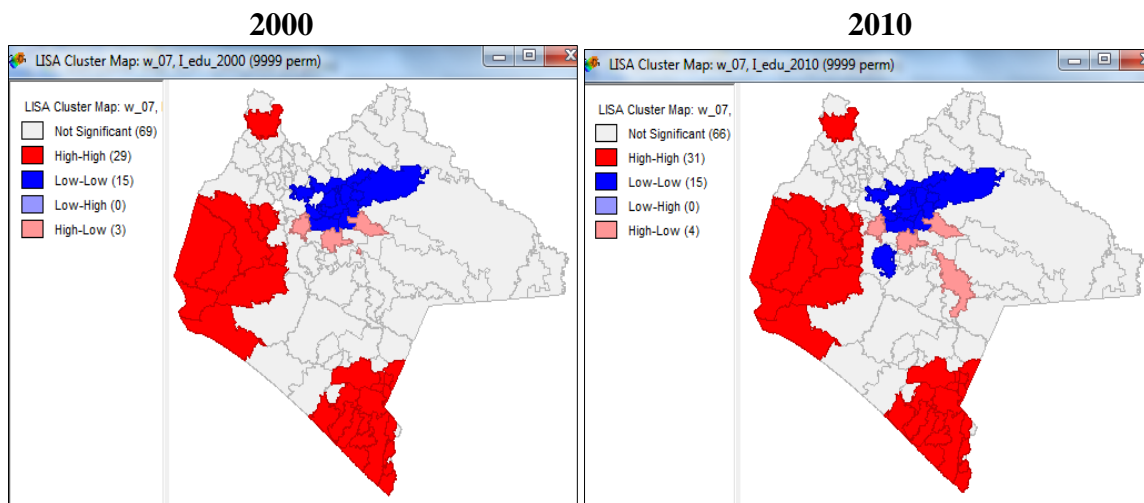 2000
LISA Cluster Map: w_07, I_edu_2000 (9999 perm)
LISA Cluster Map: w_07,
Not Significant (69)
High-High (29)
Low-Low (15)
Low-High (0)
High-Low (3)
2010
LISA Cluster Map: w_07, I_edu_2010 (9999 perm)
LISA Cluster Map: w_07,
Not Significant (66)
High-High (31)
Low-Low (15)
Low-High (0)
High-Low (4)